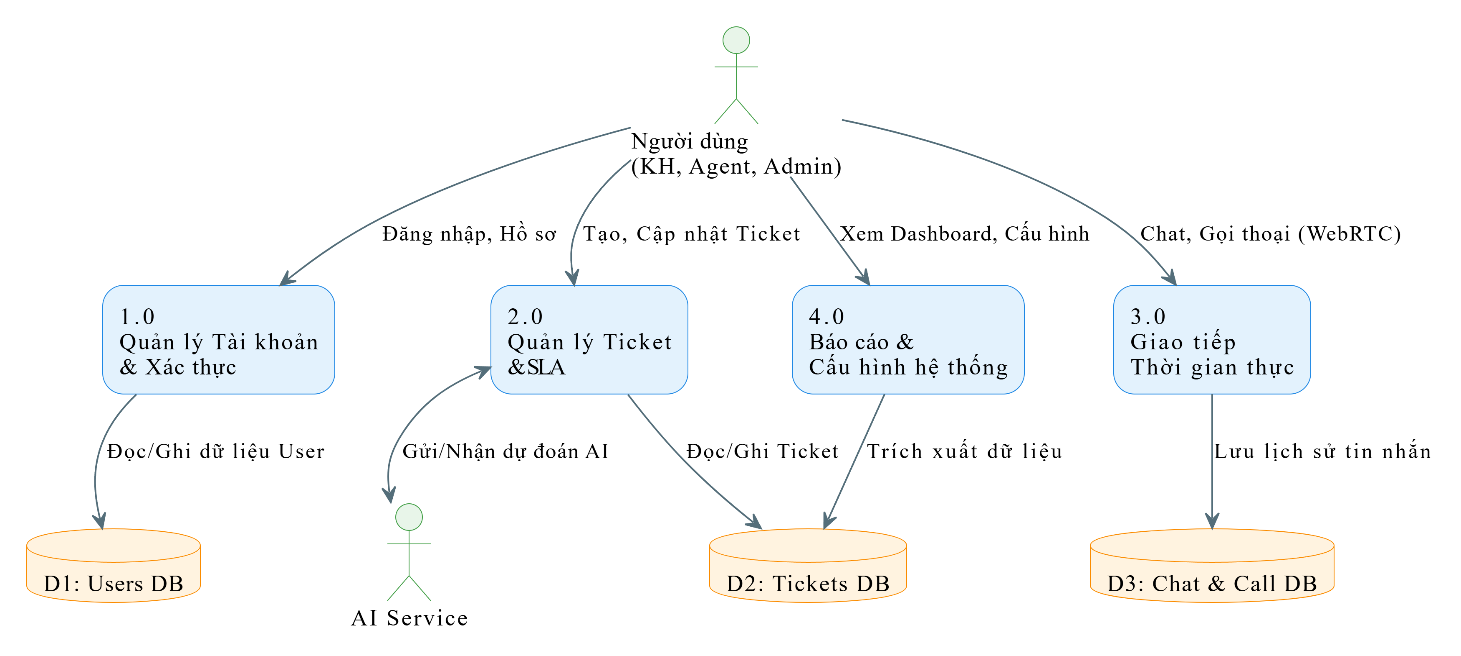 Người dùng
(KH, Agent, Admin)
Đăng nhập, Hồ sơ
Tạo, Cập nhật Ticket
Xem Dashboard, Cấu hình
Chat, Gọi thoại (WebRTC)
1.0
Quản lý Tài khoản
& Xác thực
2.0
Quản lý Ticket
&SLA
4.0
Báo cáo &
Cấu hình hệ thống
3.0
Giao tiếp
Thời gian thực
Đọc/Ghi dữ liệu User
Gửi/Nhận dự đoán AI
Đọc/Ghi Ticket
Trích xuất dữ liệu
Lưu lịch sử tin nhắn
D1: Users DB
AI Service
D2: Tickets DB
D3: Chat & Call DB